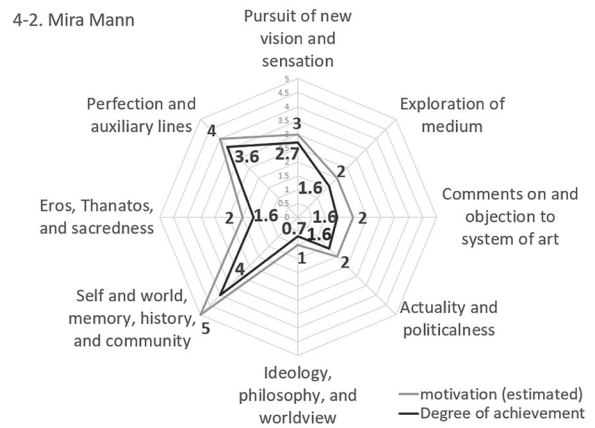 4-2. Mira Mann
Pursuit of new
vision and
sensation
Perfection and
auxiliary lines
Exploration of
medium
Eros, Thanatos,
and sacredness
Comments on and
objection to
system of art
Self and world,
memory, history,
and community
Actuality and
politicalness
Ideology,
philosophy, and
worldview
5
4.5
4
3.5
3
2.5
2
1.5
1
0.5
0
3
2
2
2
1
5
2
4
2.7
1.6
1.6
1.6
0.7
4
1.6
3.6
motivation (estimated)
Degree of achievement